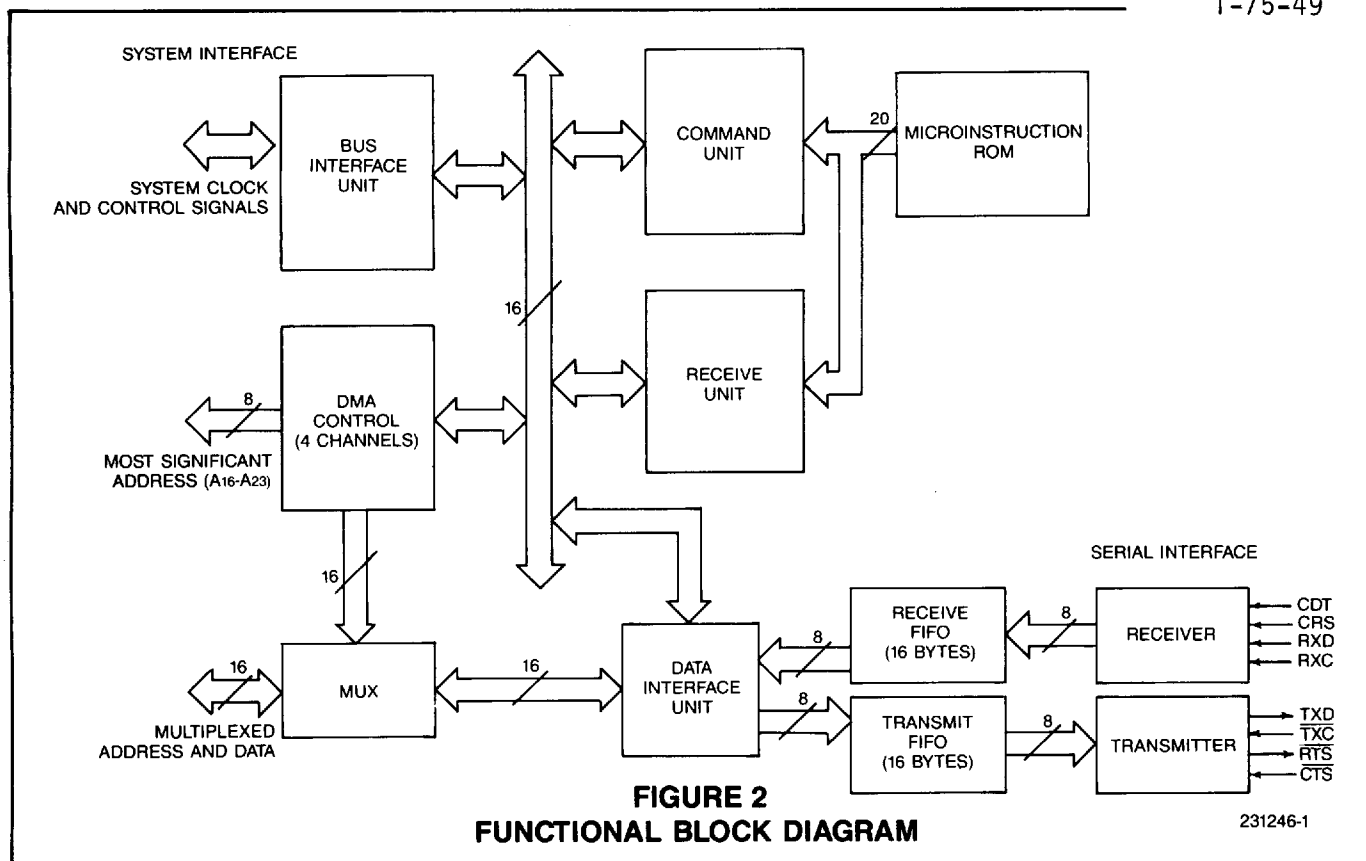 T-75-49
SYSTEM INTERFACE
BUS
INTERFACE
UNIT
SYSTEM CLOCK
AND CONTROL SIGNALS
COMMAND
UNIT
20
MICROINSTRUCTION
ROM
16
DMA
CONTROL
(4 CHANNELS)
8
MOST SIGNIFICANT
ADDRESS (A16-A23)
RECEIVE
UNIT
16
SERIAL INTERFACE
RECEIVE
FIFO
(16 BYTES)
8
8
RECEIVER
CDT
CRS
RXD
RXC
16
MUX
16
DATA
INTERFACE
UNIT
MULTIPLEXED
ADDRESS AND DATA
8
TRANSMIT
FIFO
(16 BYTES)
8
TRANSMITTER
TXD
TXC
RTS
CTS
FIGURE 2
FUNCTIONAL BLOCK DIAGRAM
231246-1